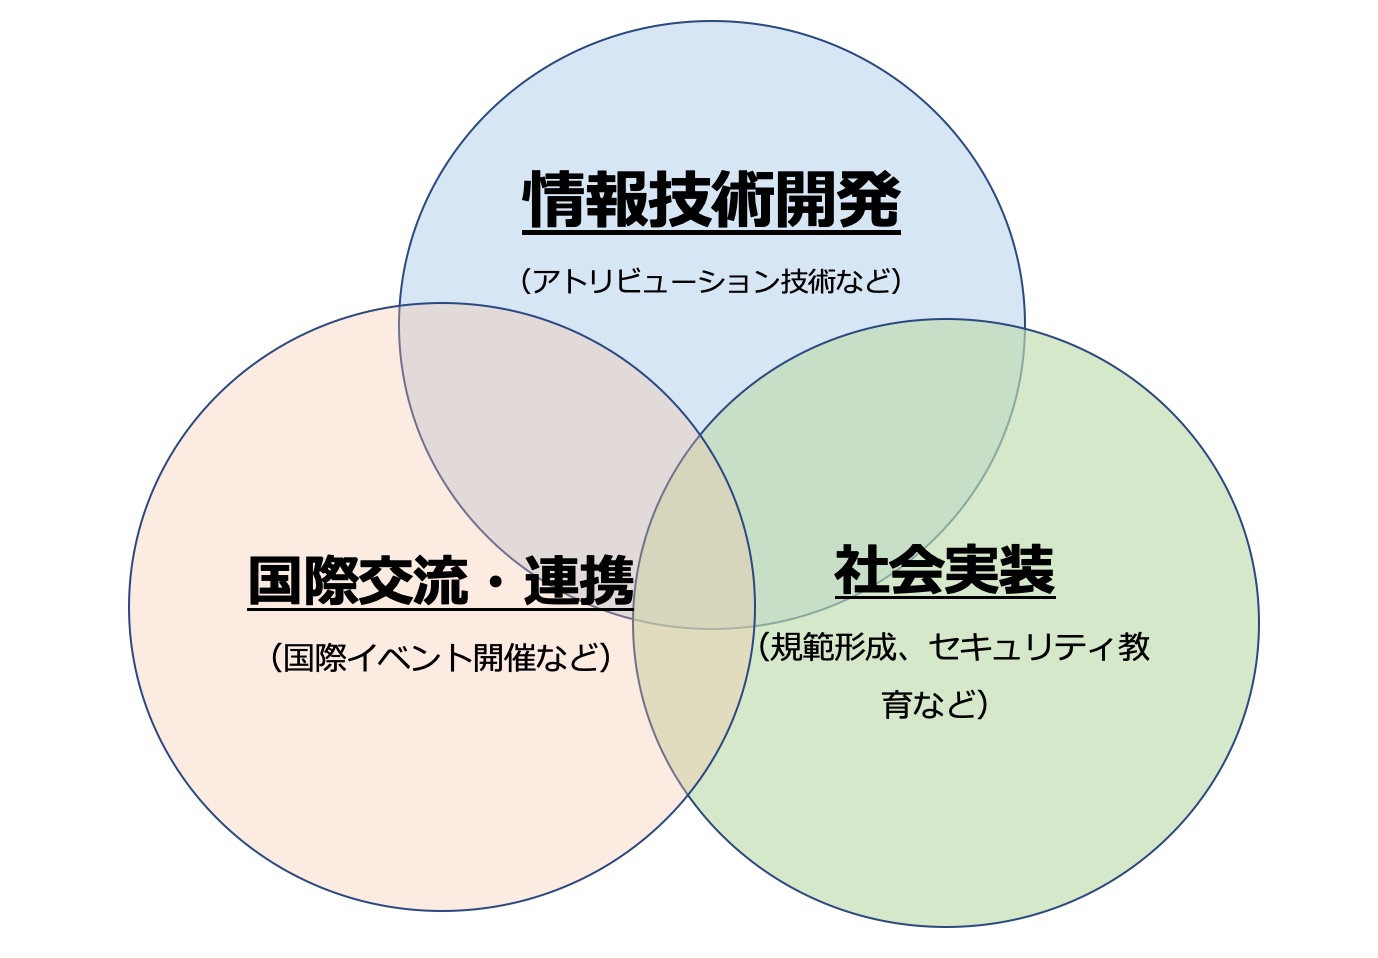 情報技術開発
（アトリビューション技術など）
国際交流・連携
（国際イベント開催など）
社会実装
（規範形成、セキュリティ教
育など）